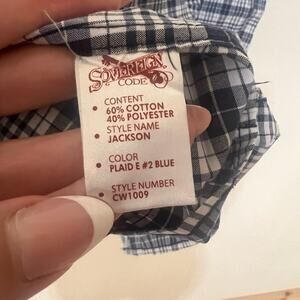 SOVEREIGN
CODE
• CONTENT
60% COTTON
40% POLYESTER
• STYLE NAME
JACKSON
• COLOR
PLAID E #2 BLUE
• STYLE NUMBER
CW1009